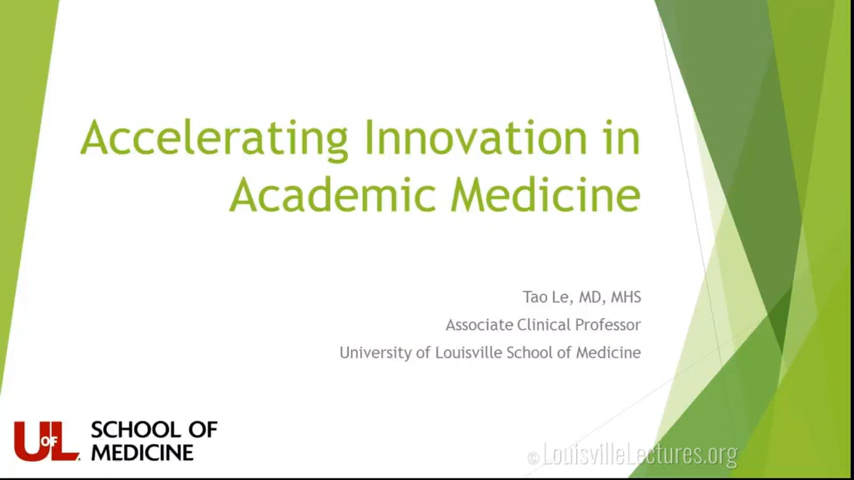 Accelerating Innovation in
Academic Medicine
Tao Le, MD, MHS
Associate Clinical Professor
University of Louisville School of Medicine
UofL SCHOOL OF
MEDICINE
©LouisvilleLectures.org